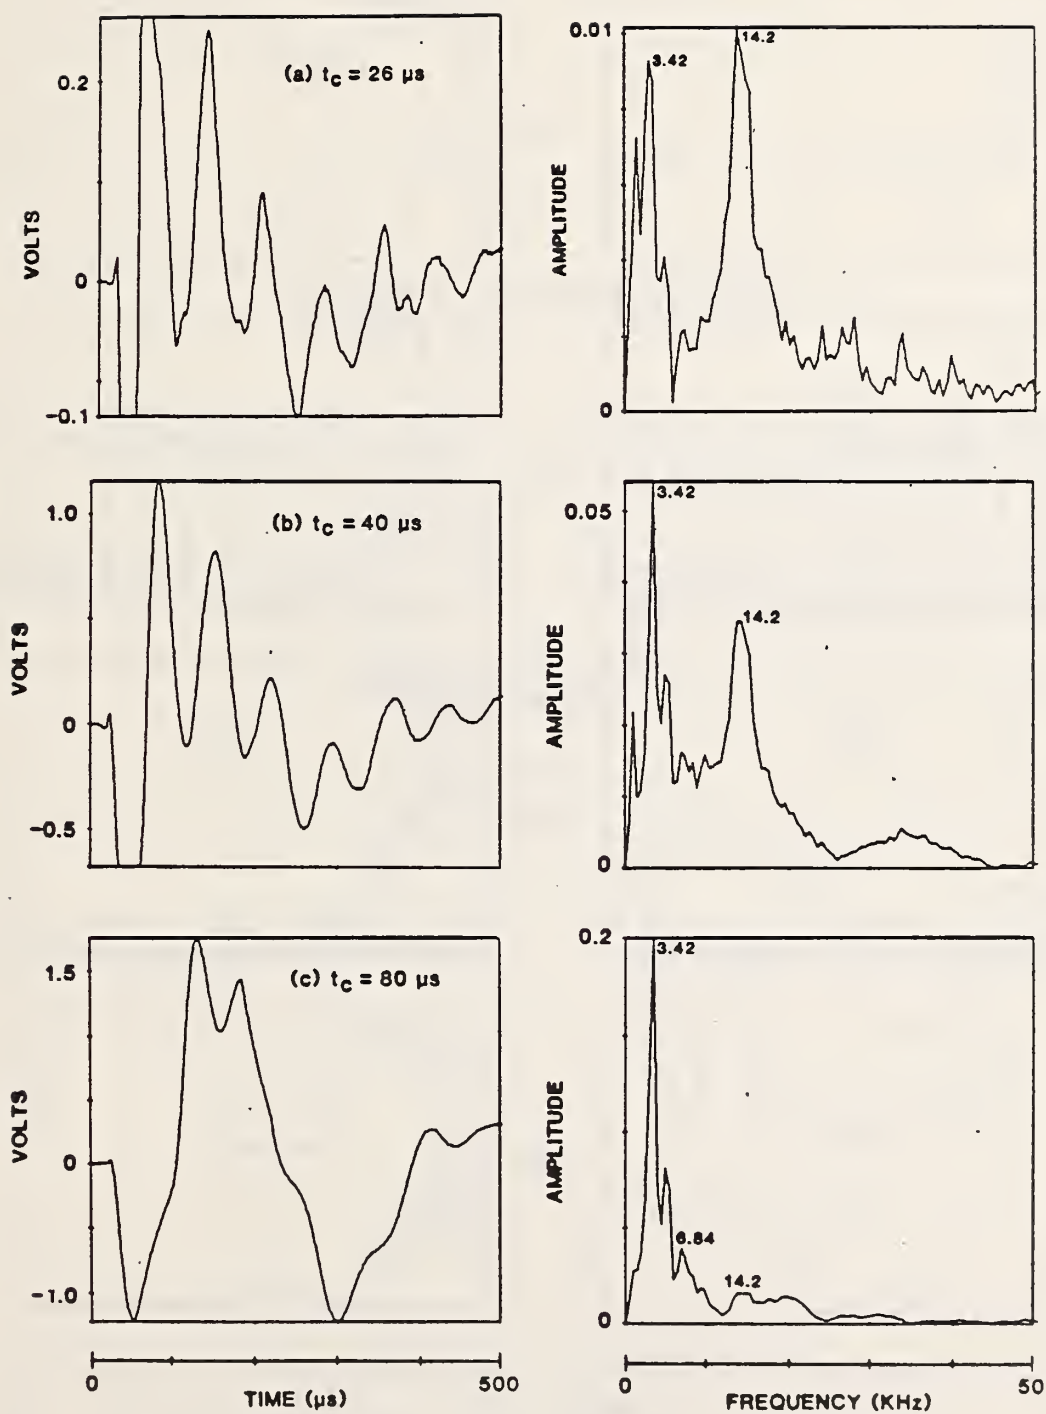 0.2
0
-0.1
VOLTS
(a) tc = 26 µs
0.01
0
AMPLITUDE
3.42
14.2
1.0
0
-0.5
VOLTS
(b) tc = 40 µs
0.05
0
AMPLITUDE
3.42
14.2
1.5
0
-1.0
VOLTS
(c) tc = 80 µs
0.2
0
AMPLITUDE
3.42
6.84
14.2
0
500
TIME (µs)
0
50
FREQUENCY (KHz)